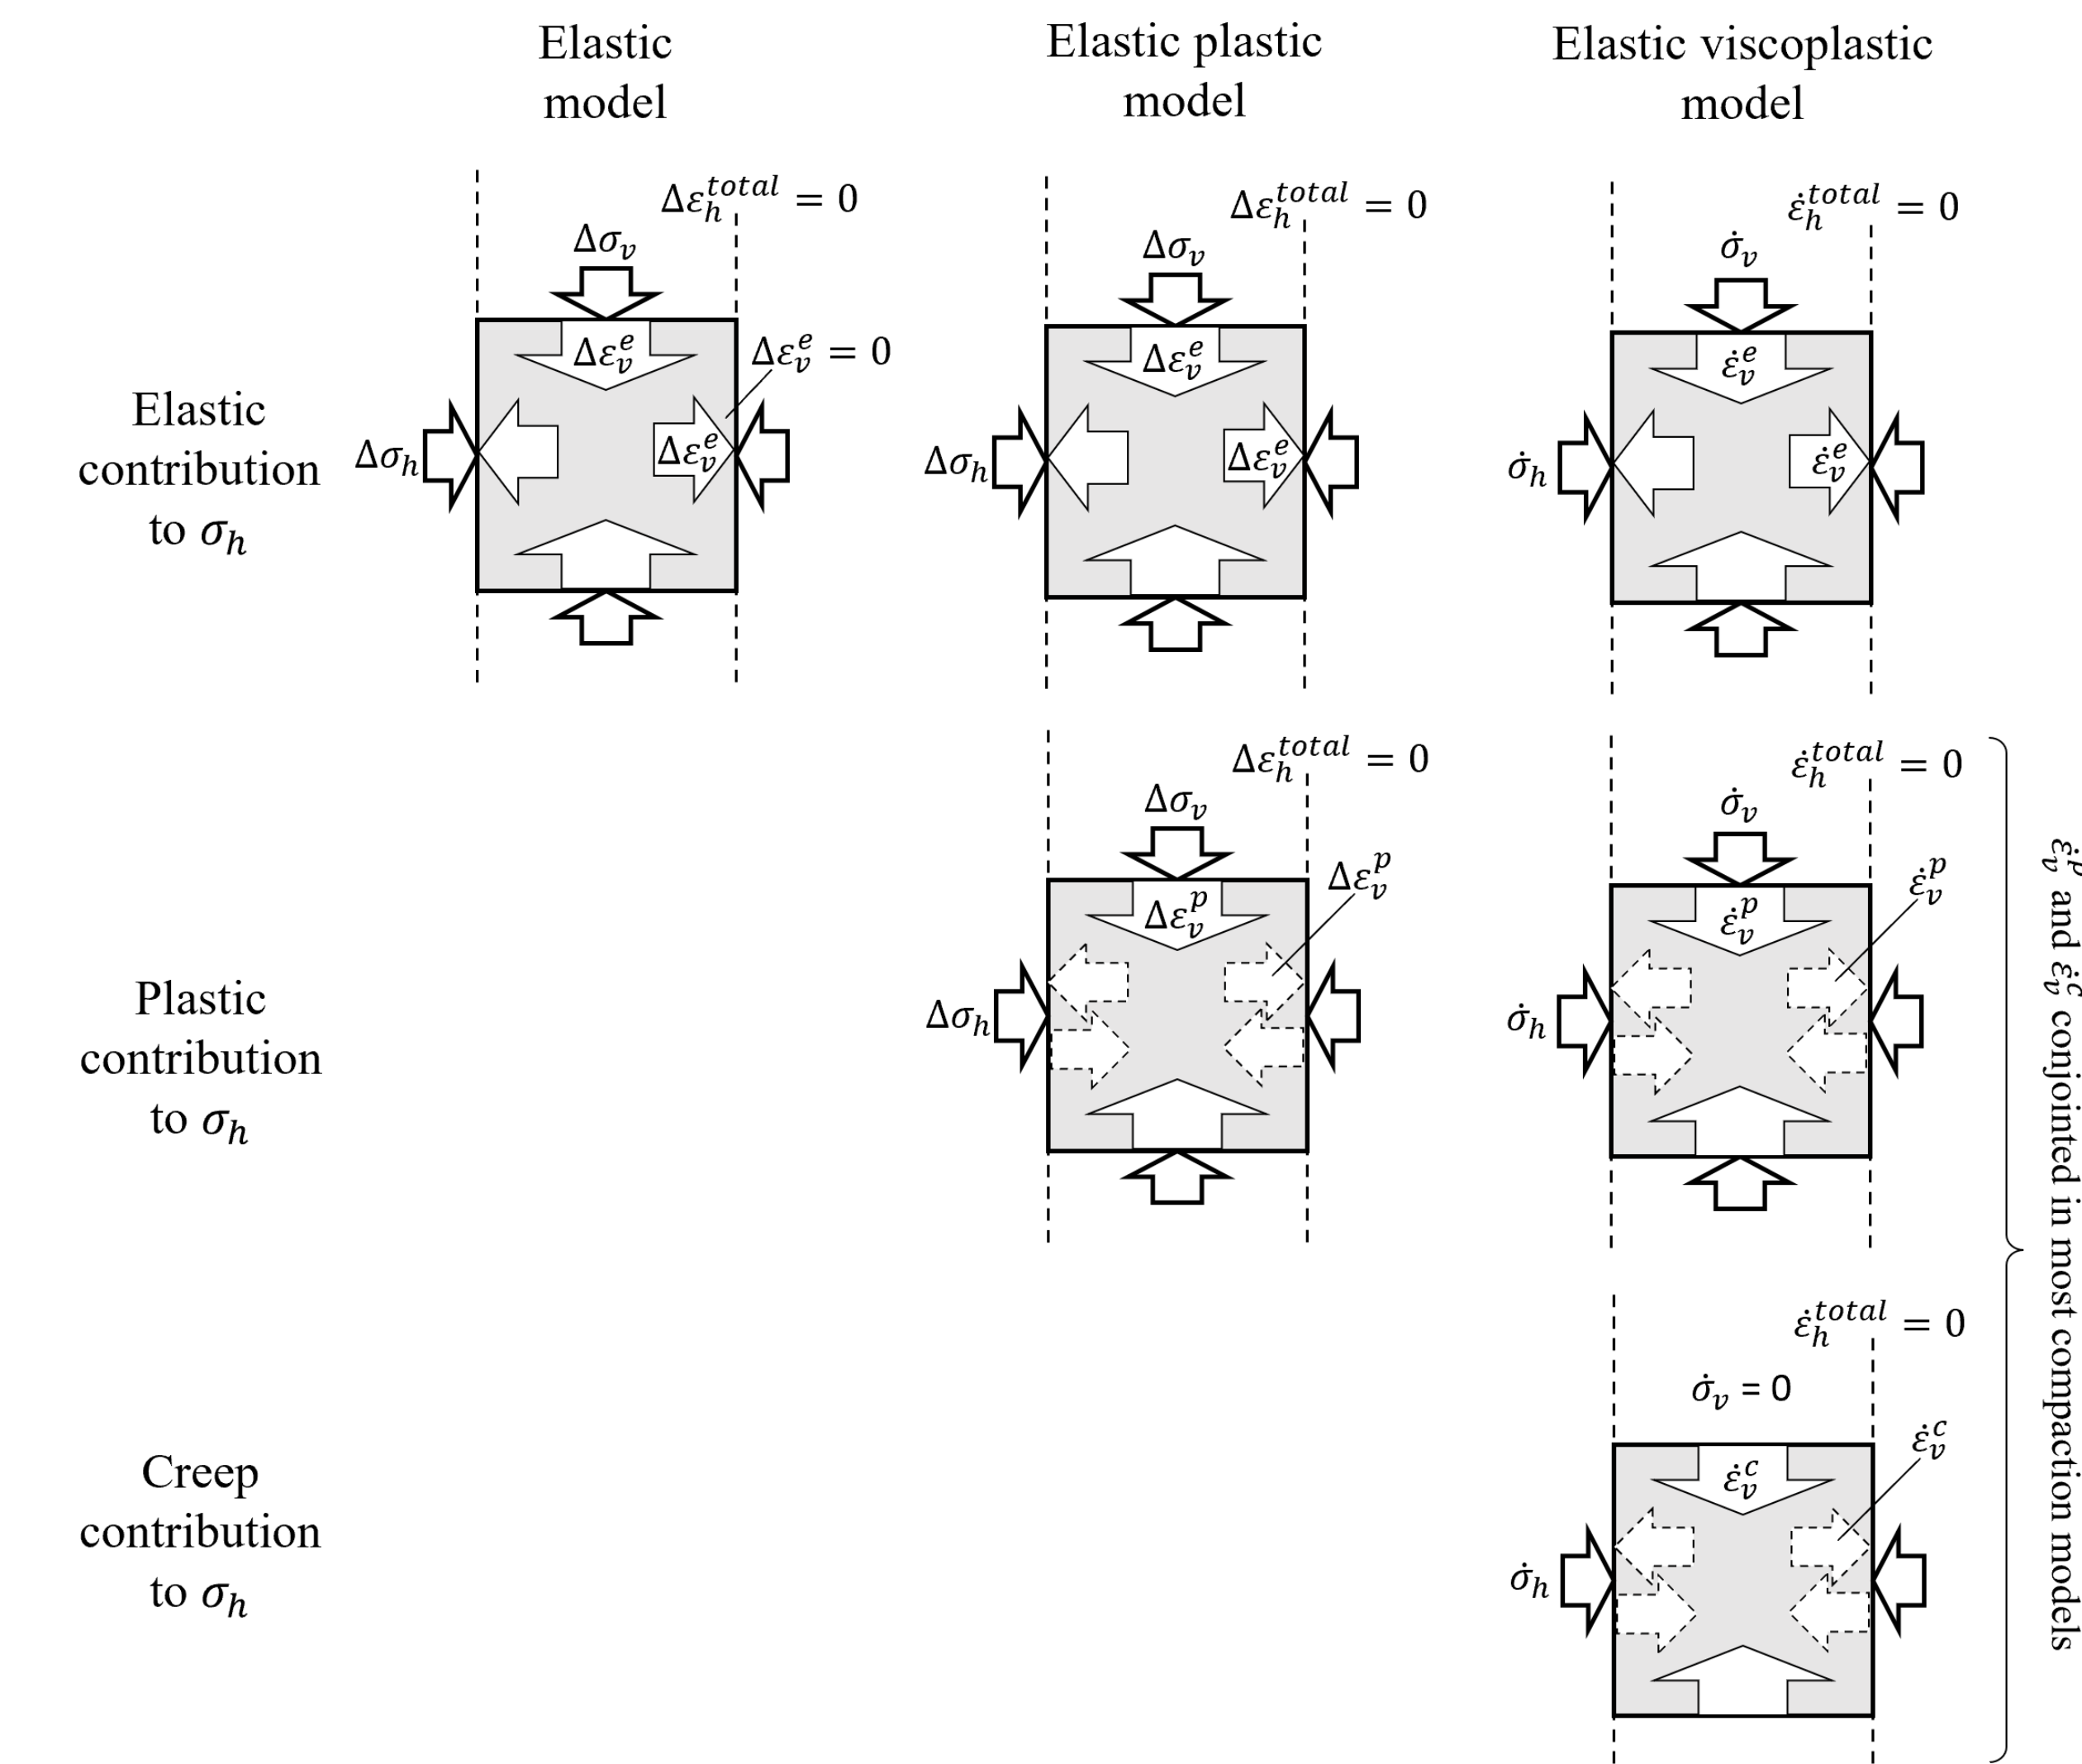 Elastic
model
Elastic plastic
model
Elastic viscoplastic
model
Elastic
contribution
to σ_h
Δε_h^total = 0
Δσ_v
Δε_v^e
Δε_v^e = 0
Δσ_h
Δε_v^e
Δε_h^total = 0
Δσ_v
Δε_v^e
Δσ_h
Δε_v^e
ε̇_h^total = 0
σ̇_v
ε̇_v^e
σ̇_h
ε̇_v^e
Plastic
contribution
to σ_h
Δε_h^total = 0
Δσ_v
Δε_v^p
Δε_v^p
Δσ_h
ε̇_h^total = 0
σ̇_v
ε̇_v^p
ε̇_v^p
σ̇_h
Creep
contribution
to σ_h
ε̇_h^total = 0
σ̇_v = 0
ε̇_v^c
ε̇_v^c
σ̇_h
ε̇_v^p and ε̇_v^c conjointed in most compaction models